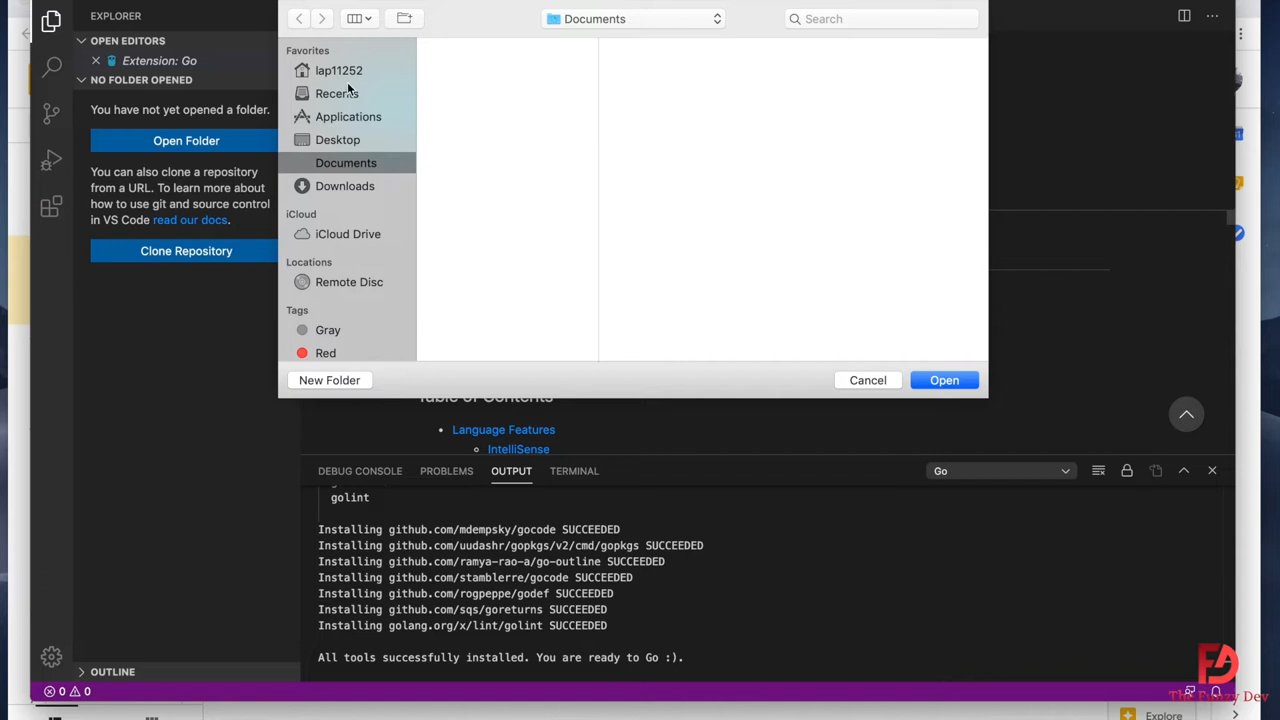 EXPLORER
OPEN EDITORS
Extension: Go
NO FOLDER OPENED
You have not yet opened a folder.
Open Folder
You can also clone a repository
from a URL. To learn more about
how to use git and source control
in VS Code read our docs.
Clone Repository
OUTLINE
Documents
Search
Favorites
lap11252
Recents
Applications
Desktop
Documents
Downloads
iCloud
iCloud Drive
Locations
Remote Disc
Tags
Gray
Red
New Folder
Cancel
Open
Table of Contents
Language Features
IntelliSense
DEBUG CONSOLE
PROBLEMS
OUTPUT
TERMINAL
Go
golint
Installing github.com/mdempsky/gocode SUCCEEDED
Installing github.com/uudashr/gopkgs/v2/cmd/gopkgs SUCCEEDED
Installing github.com/ramya-rao-a/go-outline SUCCEEDED
Installing github.com/stamblerre/gocode SUCCEEDED
Installing github.com/rogpeppe/godef SUCCEEDED
Installing github.com/sqs/goreturns SUCCEEDED
Installing golang.org/x/lint/golint SUCCEEDED
All tools successfully installed. You are ready to Go :).
0 0
The Funzy Dev
Explore